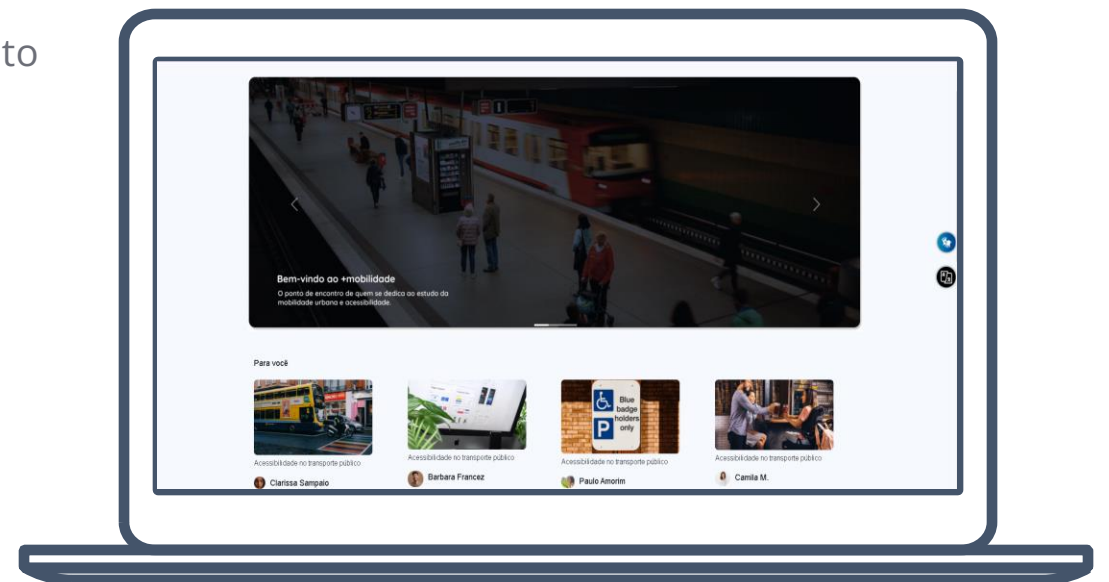 to
Bem-vindo ao +mobilidade
O ponto de encontro de quem se dedica ao estudo da
mobilidade urbana e acessibilidade.
Para você
Blue
badge
holders
only
P
Acessibilidade no transporte público
Acessibilidade no transporte público
Acessibilidade no transporte público
Acessibilidade no transporte público
Clarissa Sampaio
Barbara Francez
Paulo Amorim
Camila M.